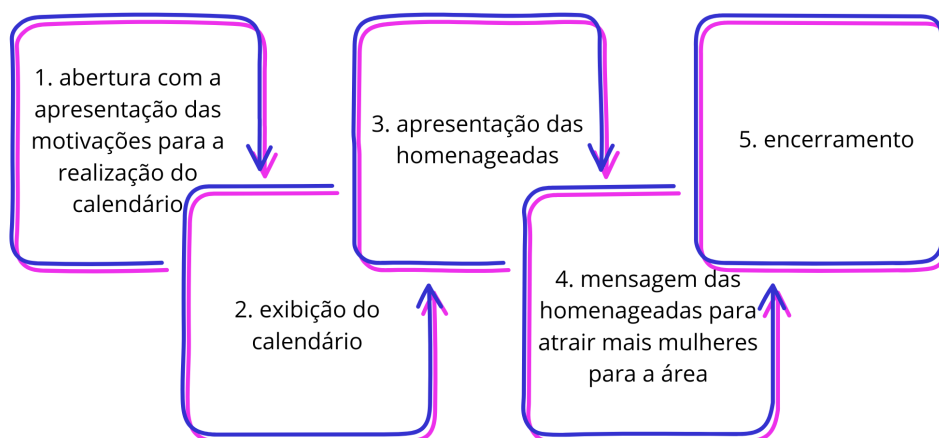 1. abertura com a
apresentação das
motivações para a
realização do
calendário
2. exibição do
calendário
3. apresentação das
homenageadas
4. mensagem das
homenageadas para
atrair mais mulheres
para a área
5. encerramento